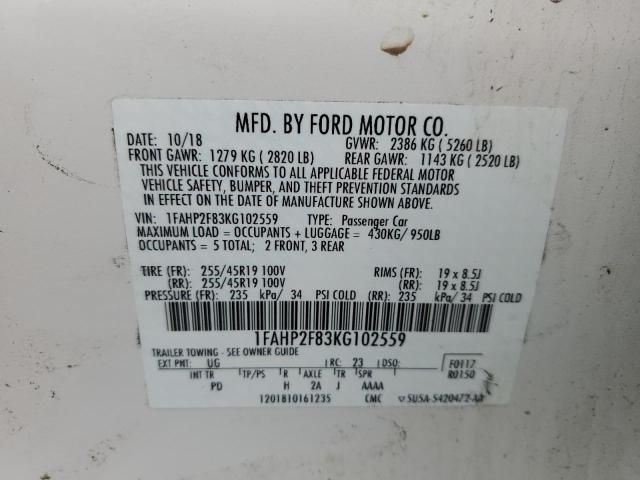 MFD. BY FORD MOTOR CO.
DATE: 10/18 GVWR: 2386 KG ( 5260 LB)
FRONT GAWR: 1279 KG ( 2820 LB) REAR GAWR: 1143 KG ( 2520 LB)
THIS VEHICLE CONFORMS TO ALL APPLICABLE FEDERAL MOTOR
VEHICLE SAFETY, BUMPER, AND THEFT PREVENTION STANDARDS
IN EFFECT ON THE DATE OF MANUFACTURE SHOWN ABOVE.
VIN: 1FAHP2F83KG102559 TYPE: Passenger Car
MAXIMUM LOAD = OCCUPANTS + LUGGAGE = 430KG/ 950LB
OCCUPANTS = 5 TOTAL; 2 FRONT, 3 REAR
TIRE (FR): 255/45R19 100V RIMS (FR): 19 x 8.5J
(RR): 255/45R19 100V (RR): 19 x 8.5J
PRESSURE (FR): 235 kPa/ 34 PSI COLD (RR): 235 kPa/ 34 PSI COLD
1FAHP2F83KG102559
TRAILER TOWING - SEE OWNER GUIDE
EXT PNT: UG RC: 23 DSO: F0117
INT TR TP/PS R AXLE TR SPR R0150
PD H 2A J AAAA
1201810161235 CMC 5U5A-5420472-AA